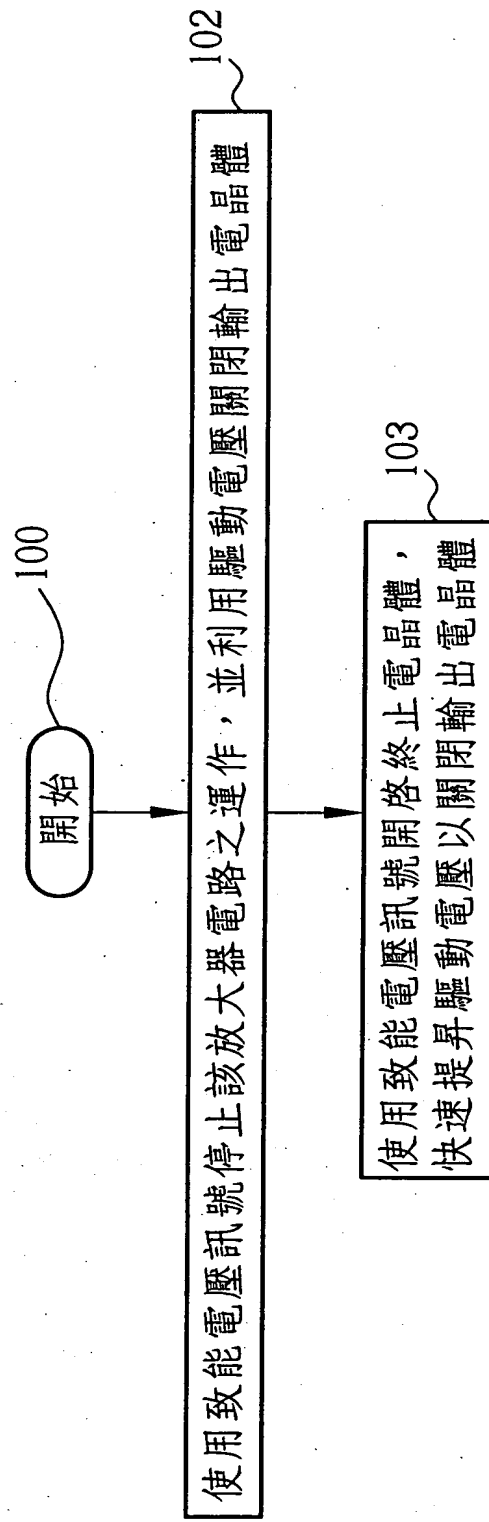 開始
100
使用致能電壓訊號停止該放大器電路之運作，並利用驅動電壓關閉輸出電晶體
102
使用致能電壓訊號開啓終止電晶體，
快速提昇驅動電壓以關閉輸出電晶體
103